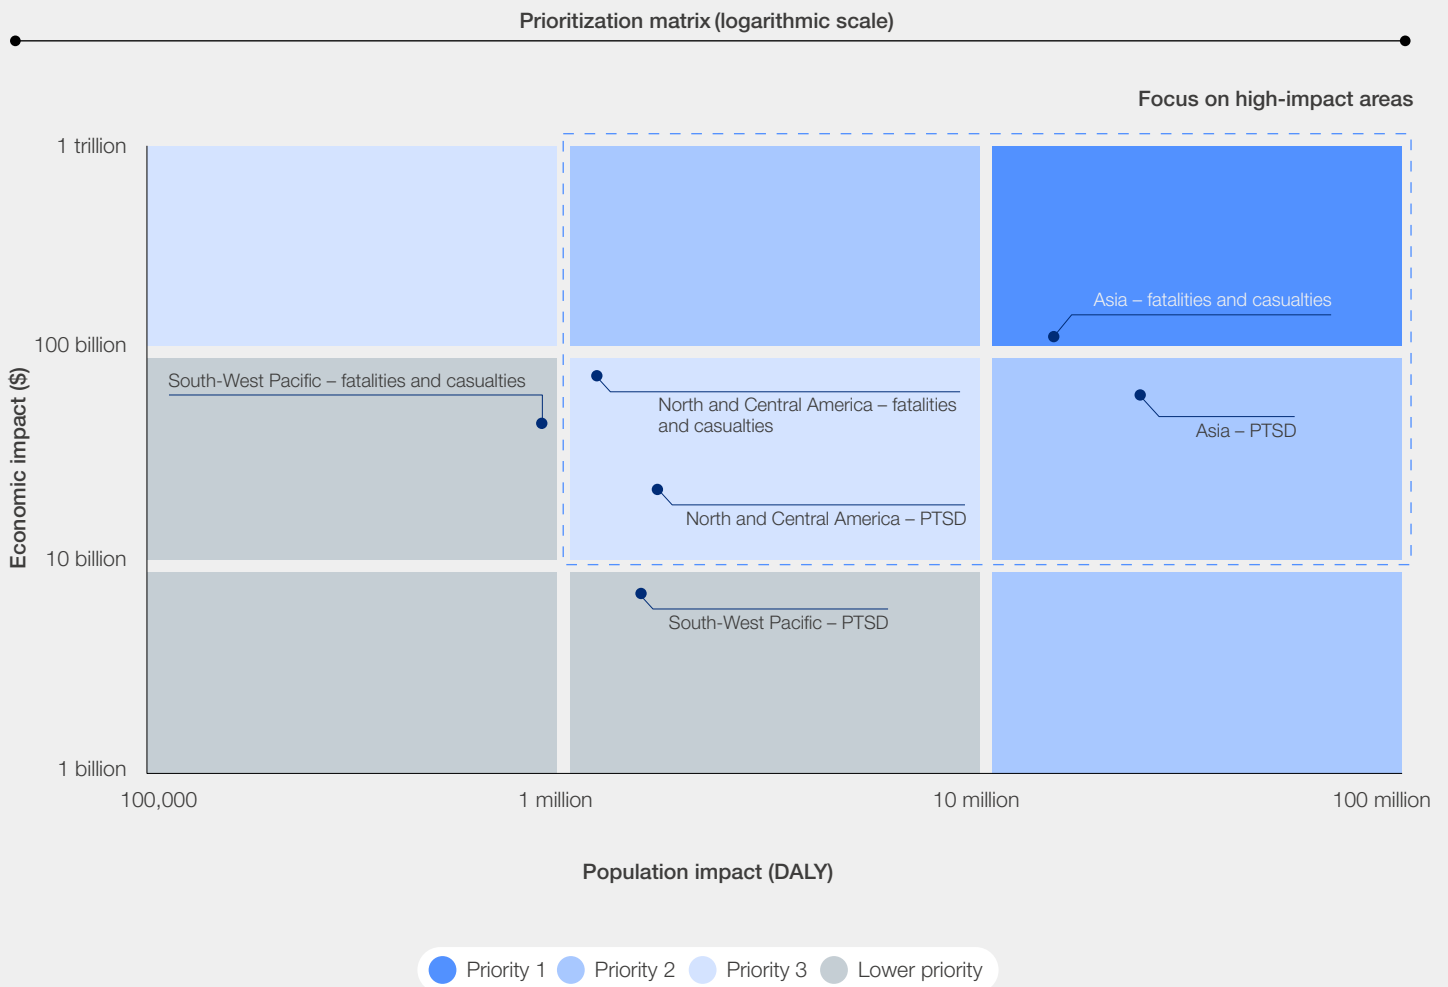 Prioritization matrix (logarithmic scale)
Focus on high-impact areas
1 trillion
Asia – fatalities and casualties
100 billion
South-West Pacific – fatalities and casualties
North and Central America – fatalities
and casualties
Asia – PTSD
Economic impact ($)
North and Central America – PTSD
10 billion
South-West Pacific – PTSD
1 billion
100,000
1 million
10 million
100 million
Population impact (DALY)
Priority 1
Priority 2
Priority 3
Lower priority